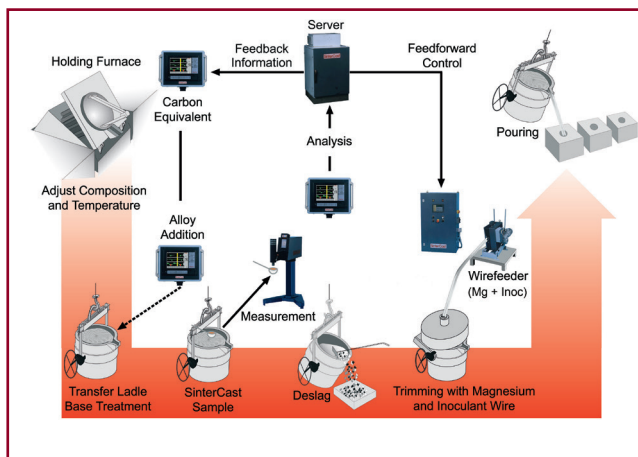 Server
Holding Furnace
Feedback
Information
Feedforward
Control
Carbon
Equivalent
Pouring
Analysis
Adjust Composition
and Temperature
Alloy
Addition
Wirefeeder
(Mg + Inoc)
Measurement
Transfer Ladle
Base Treatment
SinterCast
Sample
Deslag
Trimming with Magnesium
and Inoculant Wire